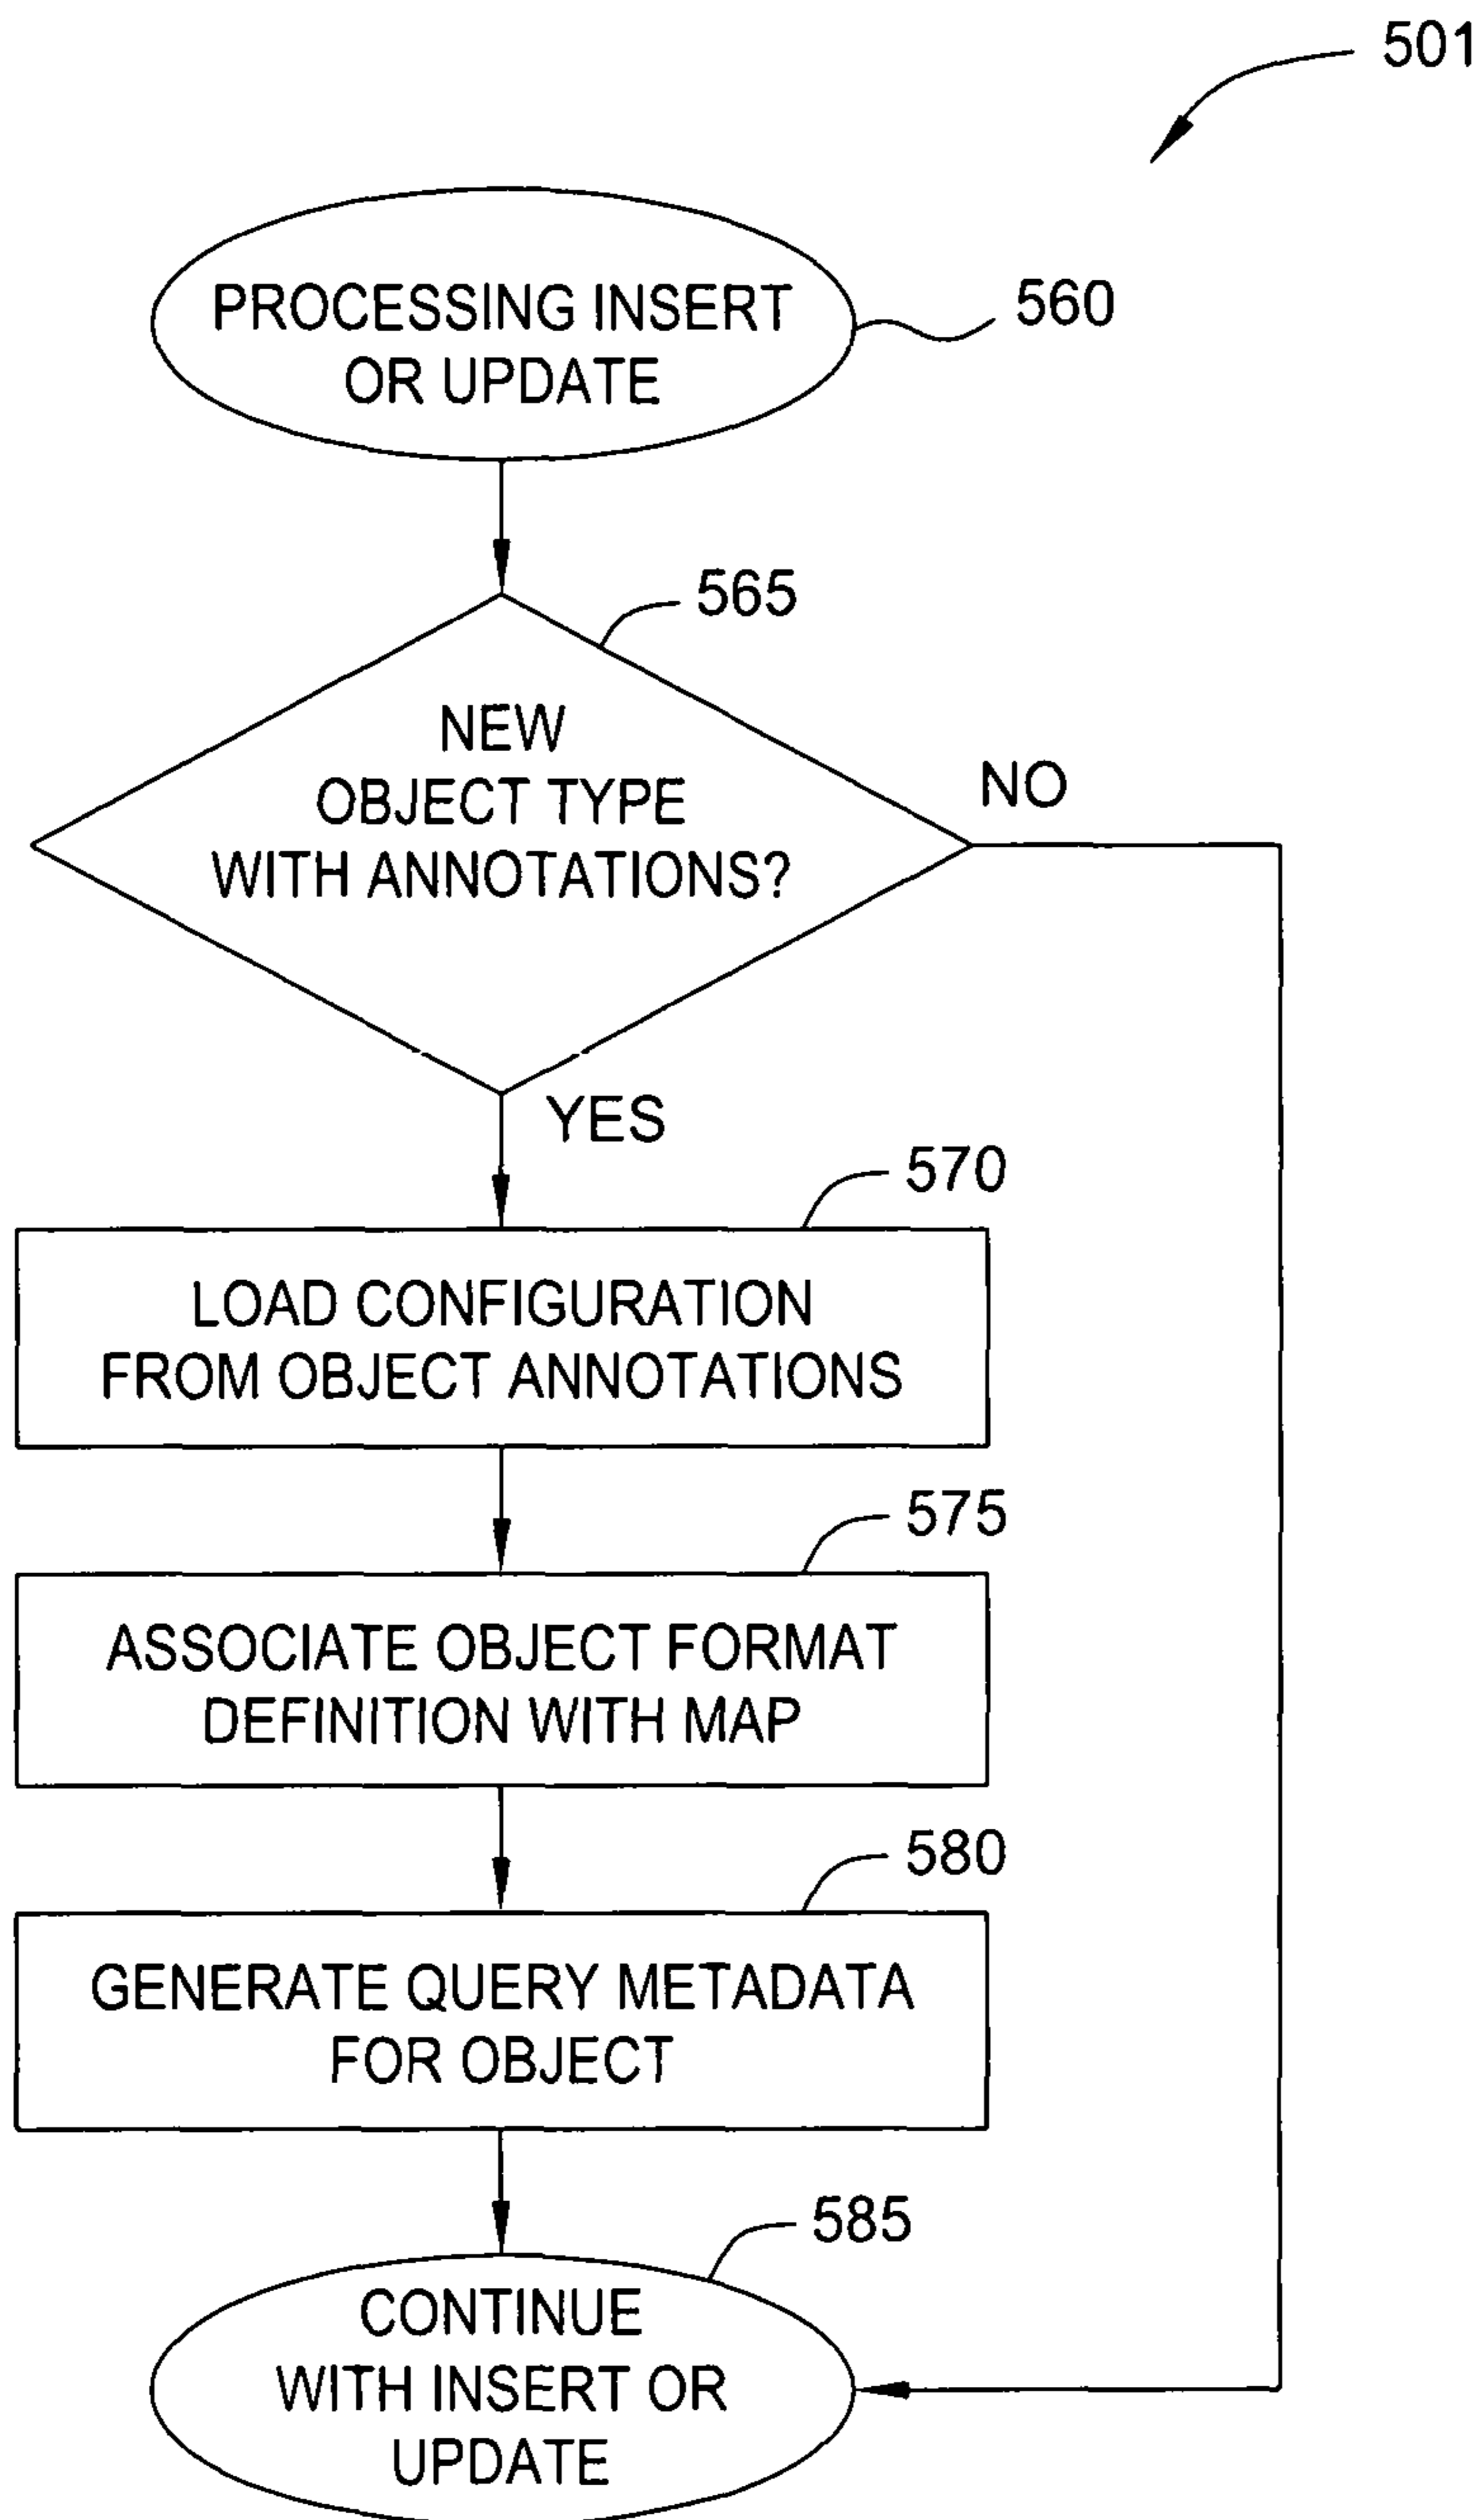 501
PROCESSING INSERT
OR UPDATE
560
565
NEW
OBJECT TYPE
WITH ANNOTATIONS?
NO
YES
570
LOAD CONFIGURATION
FROM OBJECT ANNOTATIONS
575
ASSOCIATE OBJECT FORMAT
DEFINITION WITH MAP
580
GENERATE QUERY METADATA
FOR OBJECT
585
CONTINUE
WITH INSERT OR
UPDATE